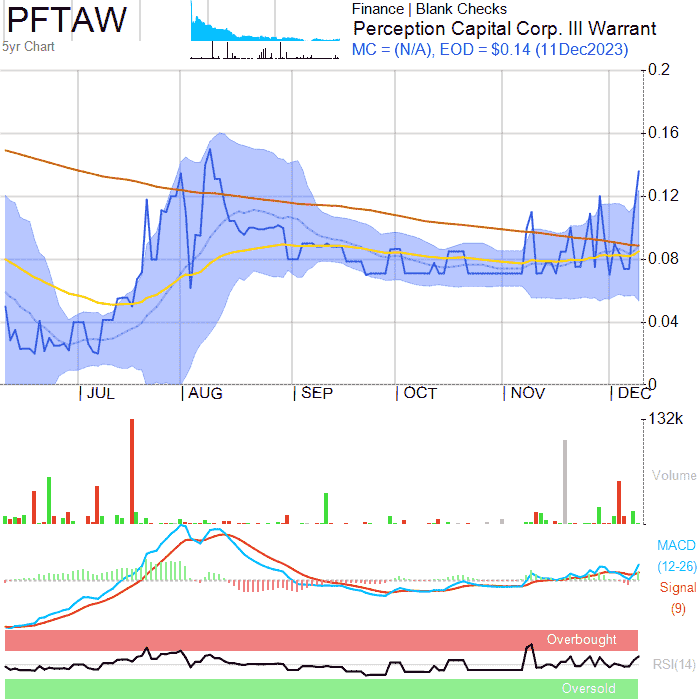 PFTAW
5yr Chart
Finance | Blank Checks
Perception Capital Corp. III Warrant
MC = (N/A), EOD = $0.14 (11Dec2023)
0.2
0.16
0.12
0.08
0.04
0
JUL AUG SEP OCT NOV DEC
132k
Volume
MACD
(12-26)
Signal
(9)
Overbought
RSI(14)
Oversold